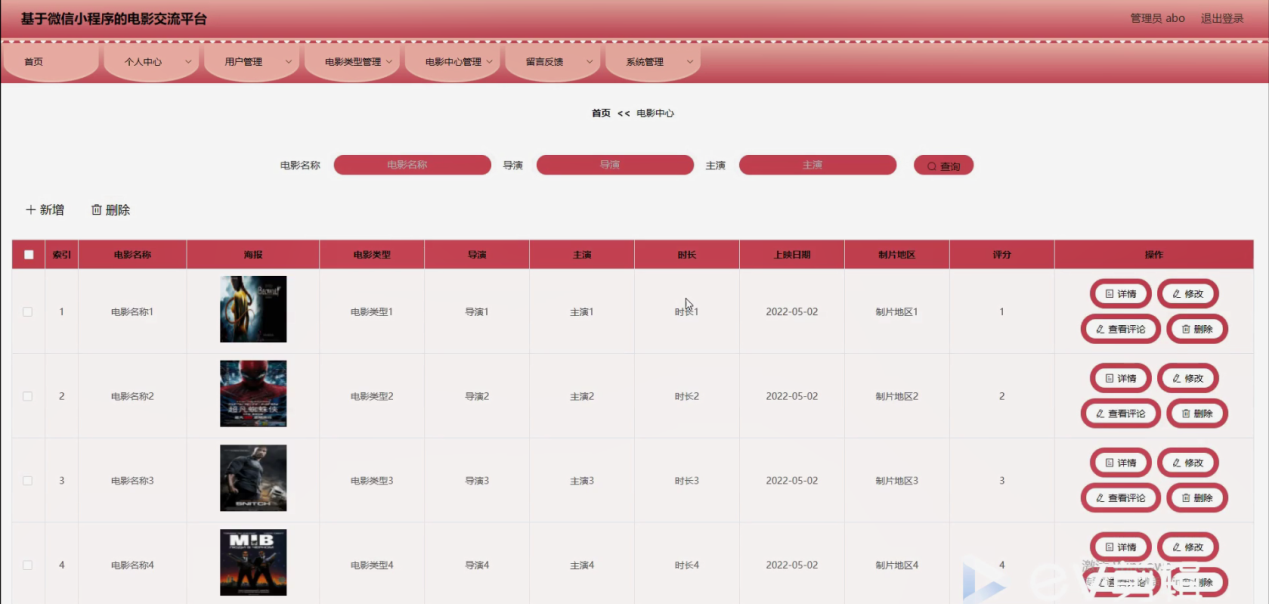 基于微信小程序的电影交流平台
管理员 abo 退出登录
首页 个人中心 用户管理 电影类型管理 电影中心管理 留言反馈 系统管理
首页 << 电影中心
电影名称 电影名称 导演 导演 主演 主演 查询
新增 删除
索引 电影名称 海报 电影类型 导演 主演 时长 上映日期 制片地区 评分 操作
1 电影名称1 电影类型1 导演1 主演1 时长1 2022-05-02 制片地区1 1 详情 修改
查看评论 删除
2 电影名称2 超凡蜘蛛侠 电影类型2 导演2 主演2 时长2 2022-05-02 制片地区2 2 详情 修改
查看评论 删除
3 电影名称3 SNITCH 电影类型3 导演3 主演3 时长3 2022-05-02 制片地区3 3 详情 修改
查看评论 删除
4 电影名称4 MIB 电影类型4 导演4 主演4 时长4 2022-05-02 制片地区4 4 详情 修改
删除